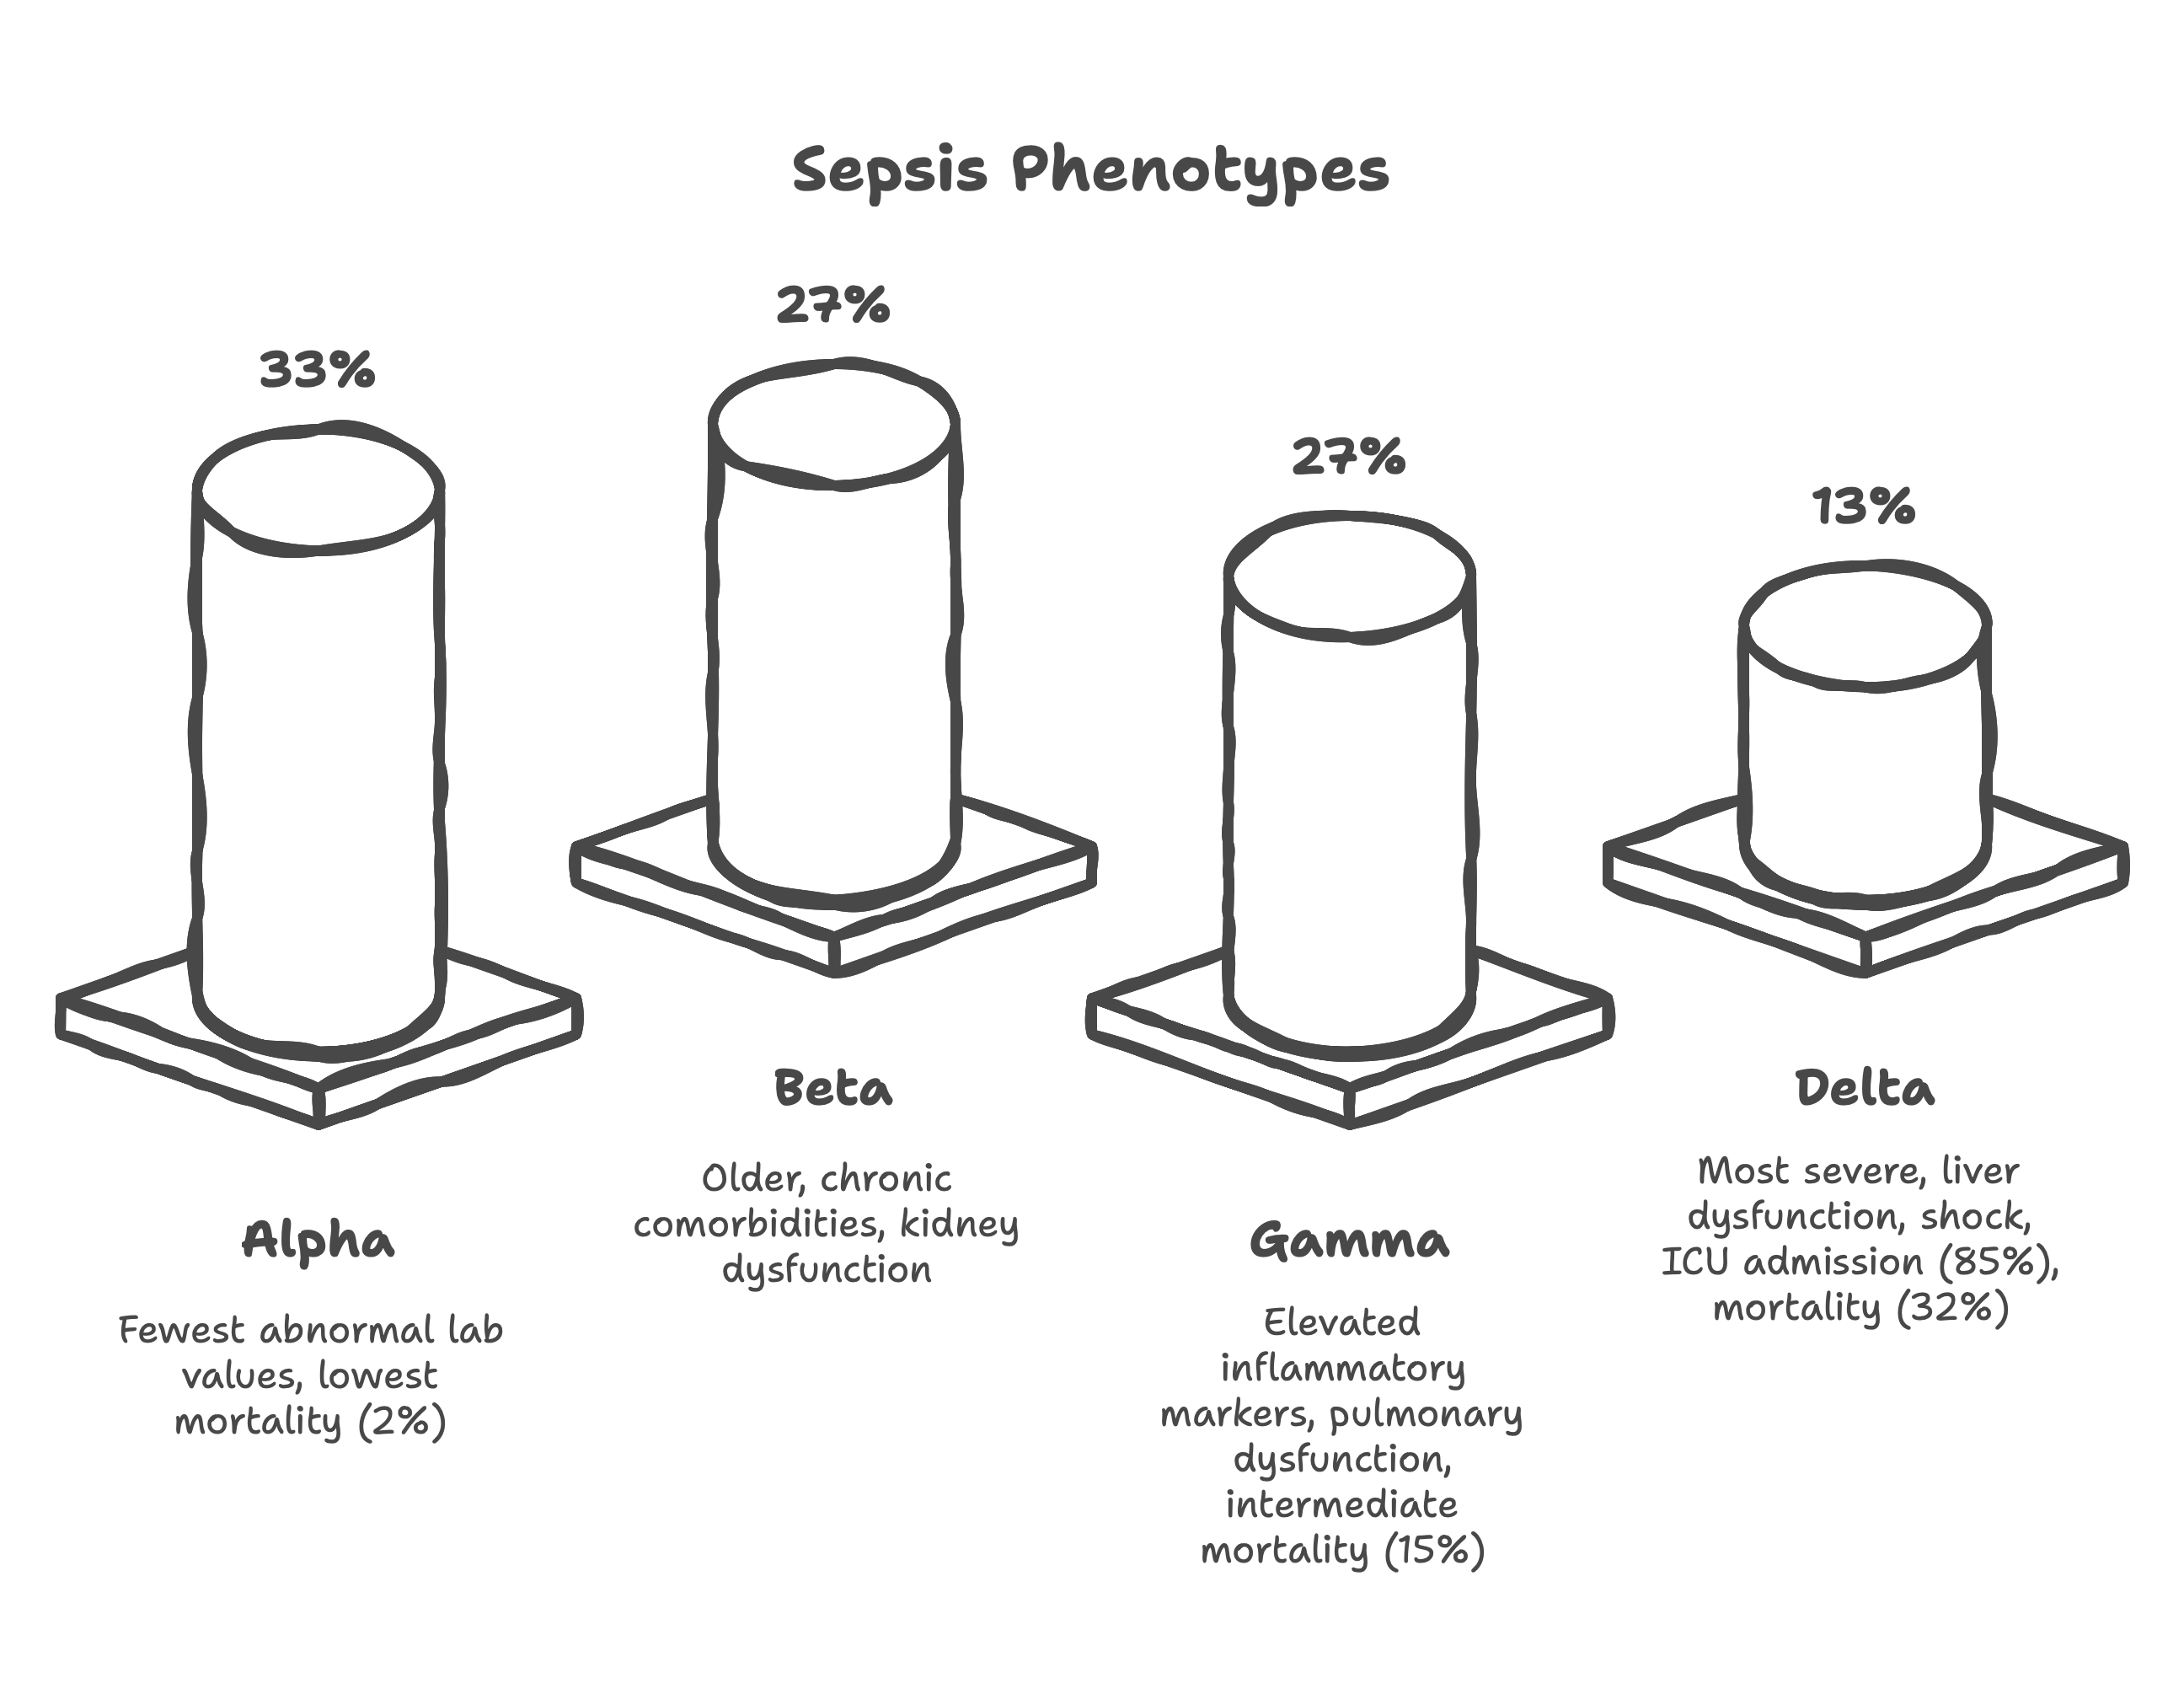 Sepsis Phenotypes
33%
27%
27%
13%
Alpha
Fewest abnormal lab
values, lowest
mortality (2%)
Beta
Older, chronic
comorbidities, kidney
dysfunction
Gamma
Elevated
inflammatory
markers, pulmonary
dysfunction,
intermediate
mortality (15%)
Delta
Most severe, liver
dysfunction, shock,
ICU admission (85%),
mortality (32%)